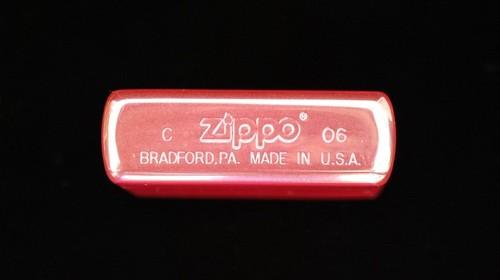 C zippo® 06
BRADFORD,PA. MADE IN U.S.A.